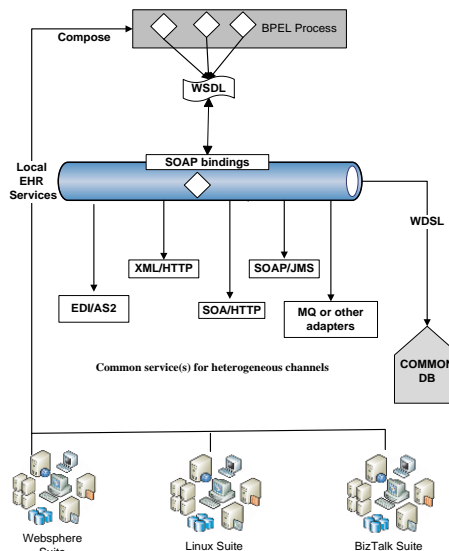 BPEL Process
Compose
WSDL
SOAP bindings
Local
EHR
Services
WDSL
XML/HTTP
SOAP/JMS
EDI/AS2
SOA/HTTP
MQ or other
adapters
Common service(s) for heterogeneous channels
COMMON
DB
Websphere
Suite
Linux Suite
BizTalk Suite